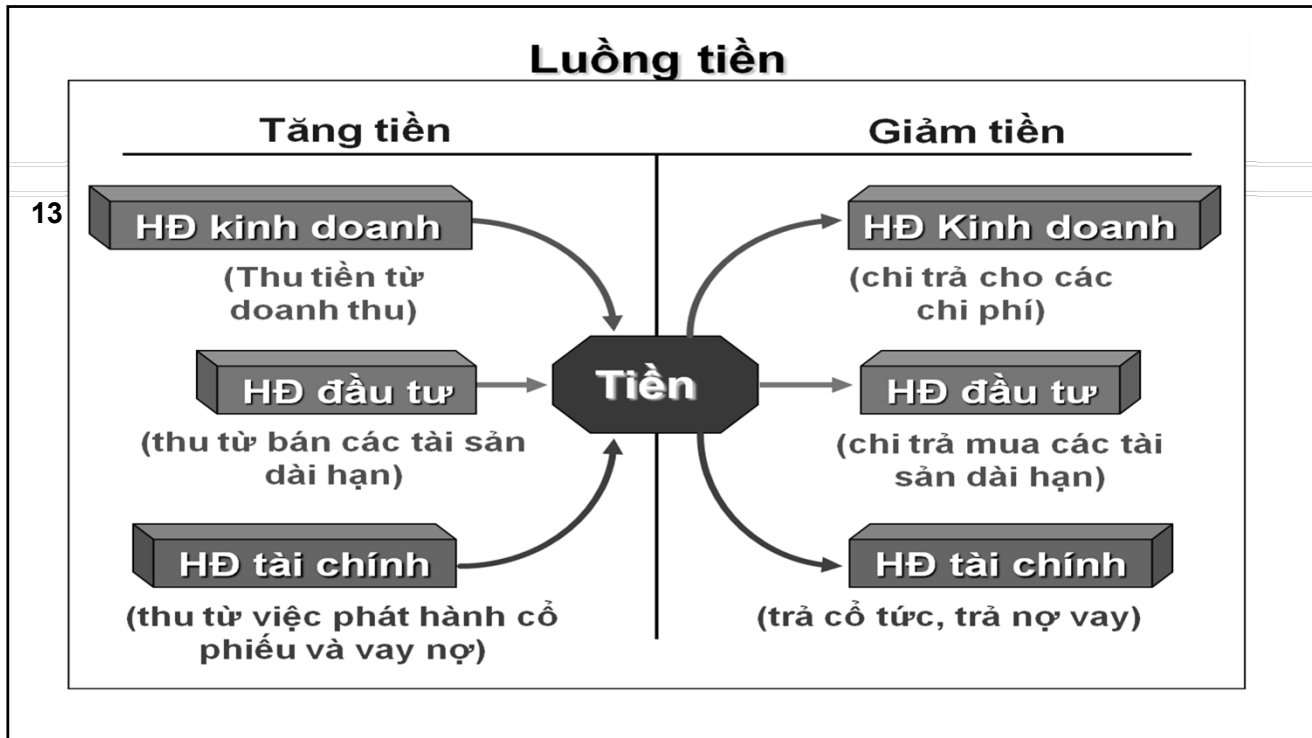 Luồng tiền
Tăng tiền
Giảm tiền
13
HĐ kinh doanh
(Thu tiền từ
doanh thu)
HĐ Kinh doanh
(chi trả cho các
chi phí)
HĐ đầu tư
(thu từ bán các tài sản
dài hạn)
Tiền
HĐ đầu tư
(chi trả mua các tài
sản dài hạn)
HĐ tài chính
(thu từ việc phát hành cổ
phiếu và vay nợ)
HĐ tài chính
(trả cổ tức, trả nợ vay)